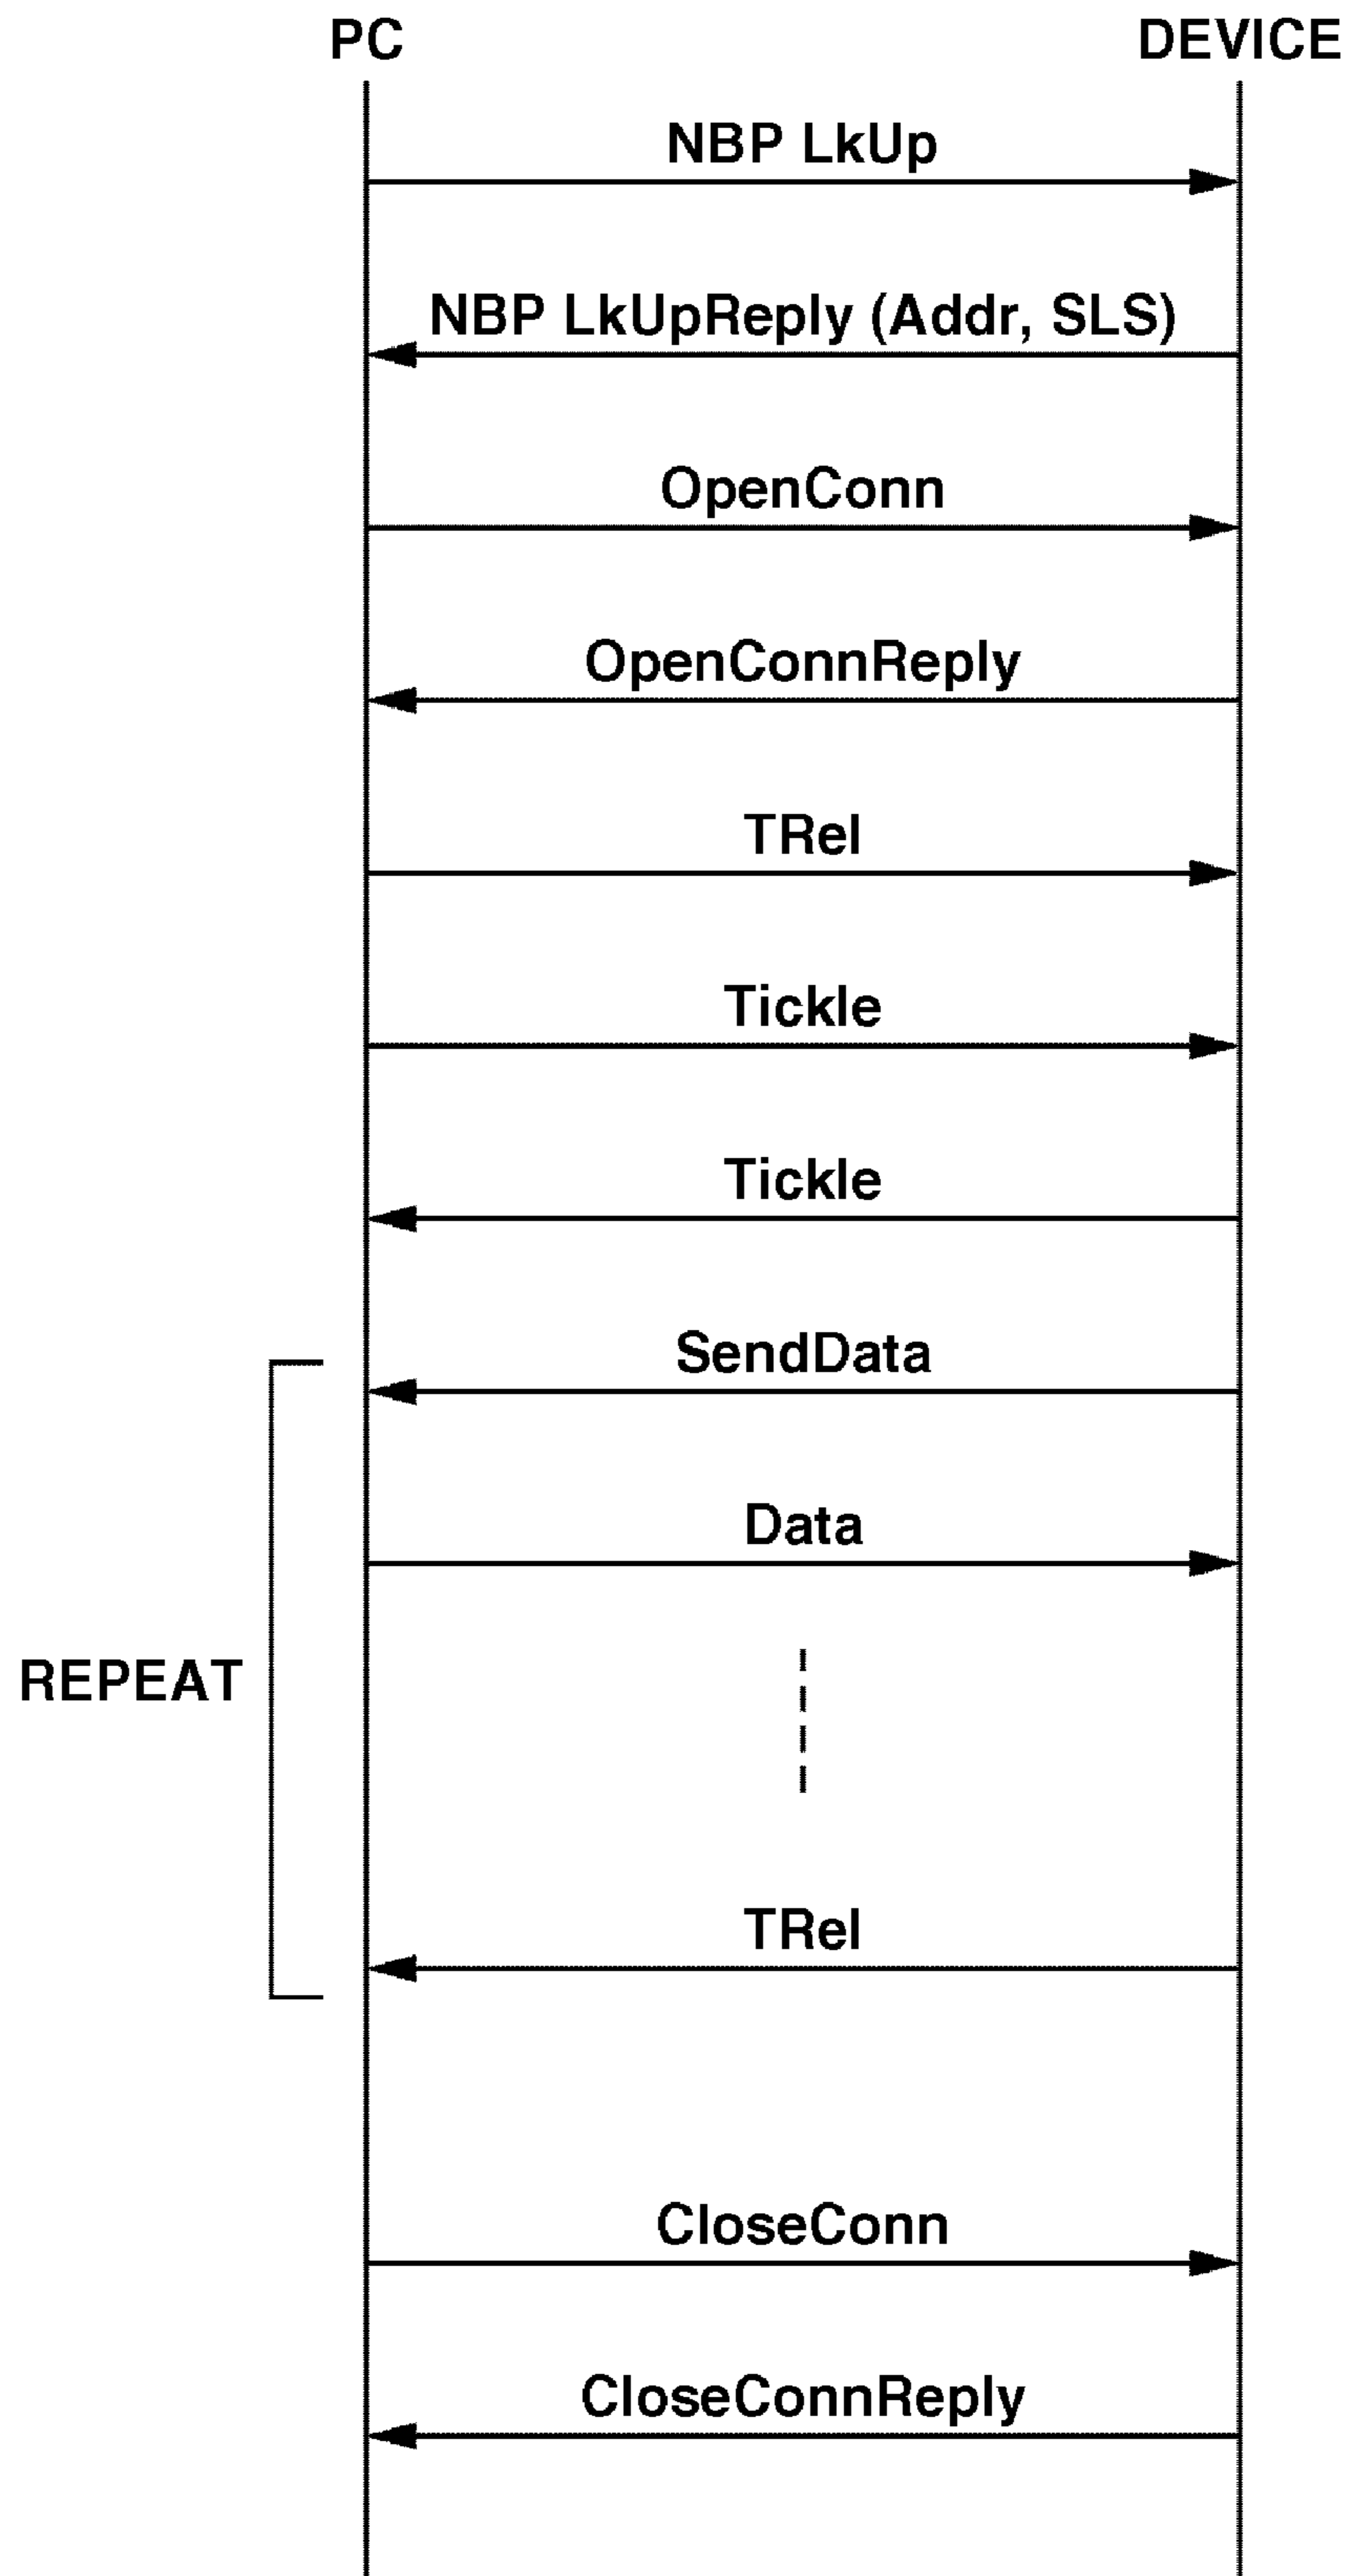 PC DEVICE
NBP LkUp
NBP LkUpReply (Addr, SLS)
OpenConn
OpenConnReply
TRel
Tickle
Tickle
SendData
Data
REPEAT
TRel
CloseConn
CloseConnReply